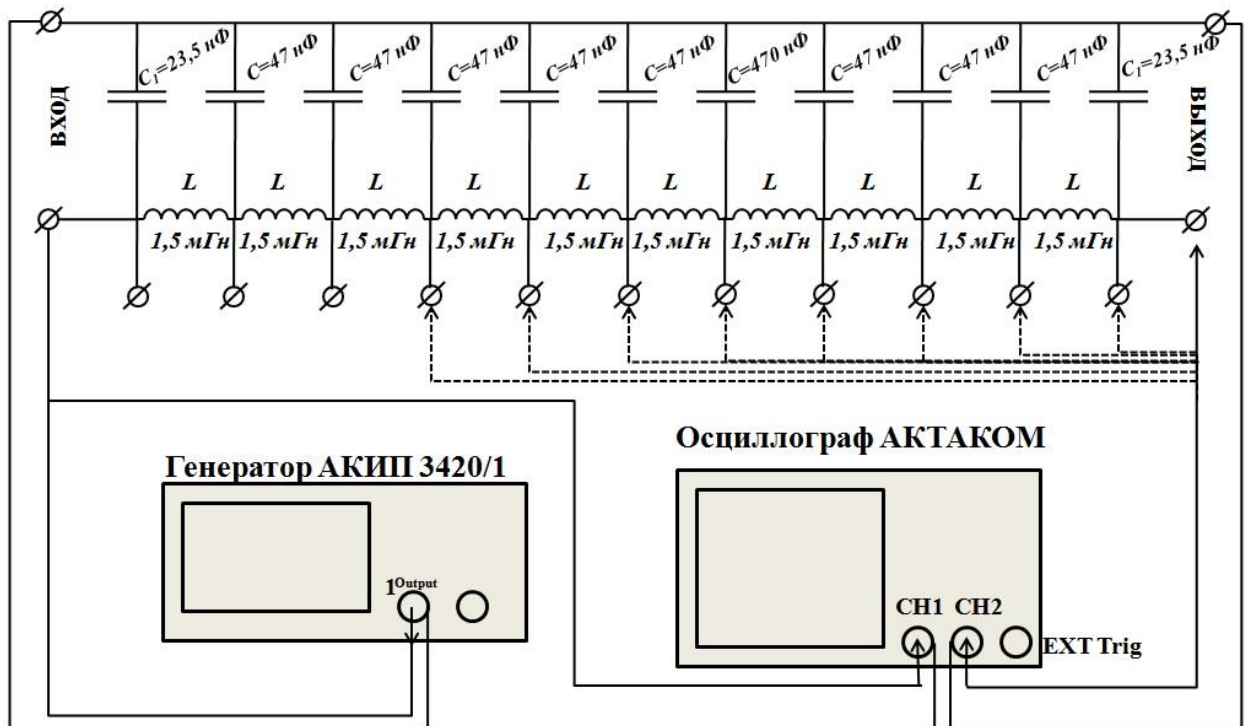 C₁=23,5 нФ
C=47 нФ
C=47 нФ
C=47 нФ
C=47 нФ
C=47 нФ
C=470 нФ
C=47 нФ
C=47 нФ
C=47 нФ
C₁=23,5 нФ
ВХОД
ВЫХОД
L L L L L L L L L L
1,5 мГн 1,5 мГн 1,5 мГн 1,5 мГн 1,5 мГн 1,5 мГн 1,5 мГн 1,5 мГн 1,5 мГн 1,5 мГн
Осциллограф АКТАКОМ
Генератор АКИП 3420/1
1 Output
CH1 CH2
EXT Trig